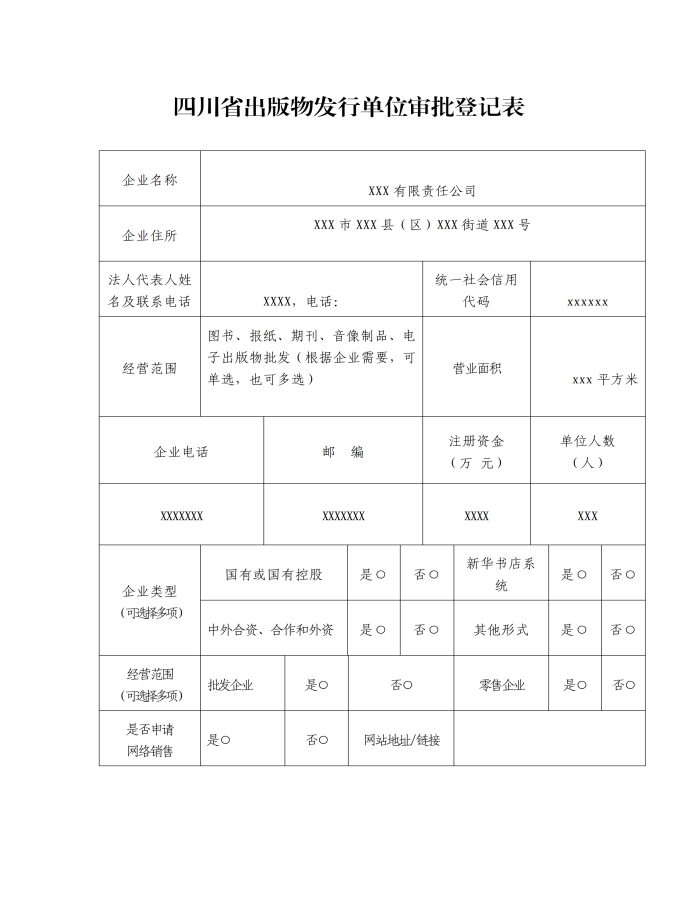 四川省出版物发行单位审批登记表
企业名称
XXX 有限责任公司
企业住所
XXX 市 XXX 县（区）XXX 街道 XXX 号
法人代表人姓
名及联系电话
XXXX，电话：
统一社会信用
代码
xxxxxx
经营范围
图书、报纸、期刊、音像制品、电
子出版物批发（根据企业需要，可
单选，也可多选）
营业面积
xxx 平方米
企业电话
邮 编
注册资金
（万 元）
单位人数
（人）
XXXXXXX
XXXXXXX
XXXX
XXX
企业类型
（可选择多项）
国有或国有控股
是○
否○
新华书店系
统
是○
否○
中外合资、合作和外资
是○
否○
其他形式
是○
否○
经营范围
（可选择多项）
批发企业
是○
否○
零售企业
是○
否○
是否申请
网络销售
是○
否○
网站地址/链接